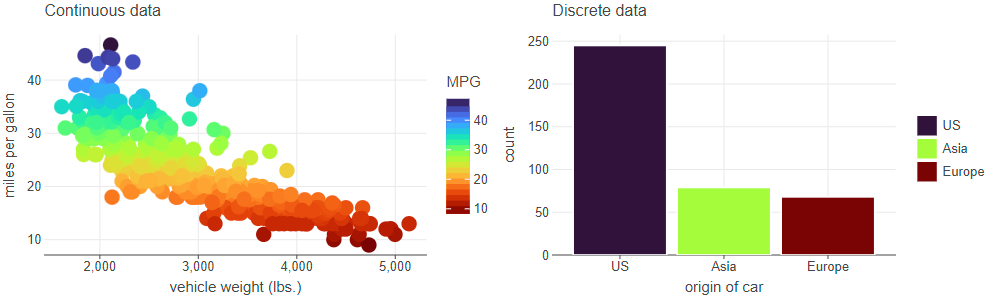 Continuous data
miles per gallon
40
30
20
10
2,000 3,000 4,000 5,000
vehicle weight (lbs.)
MPG
40
30
20
10
Discrete data
count
250
200
150
100
50
0
US Asia Europe
origin of car
US
Asia
Europe